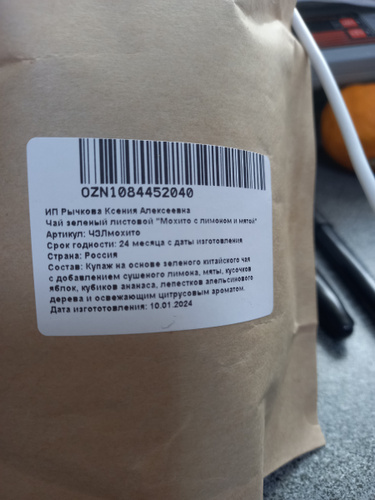 OZN1084452040
ИП Рычкова Ксения Алексеевна
Чай зеленый листовой "Мохито с лимоном и мятой"
Артикул: ЧЗЛмохито
Срок годности: 24 месяца с даты изготовления
Страна: Россия
Состав: Купаж на основе зеленого китайского чая
с добавлением сушеного лимона, мяты, кусочков
яблок, кубиков ананаса, лепестков апельсинового
дерева и освежающим цитрусовым ароматом.
Дата изгототовления: 10.01.2024